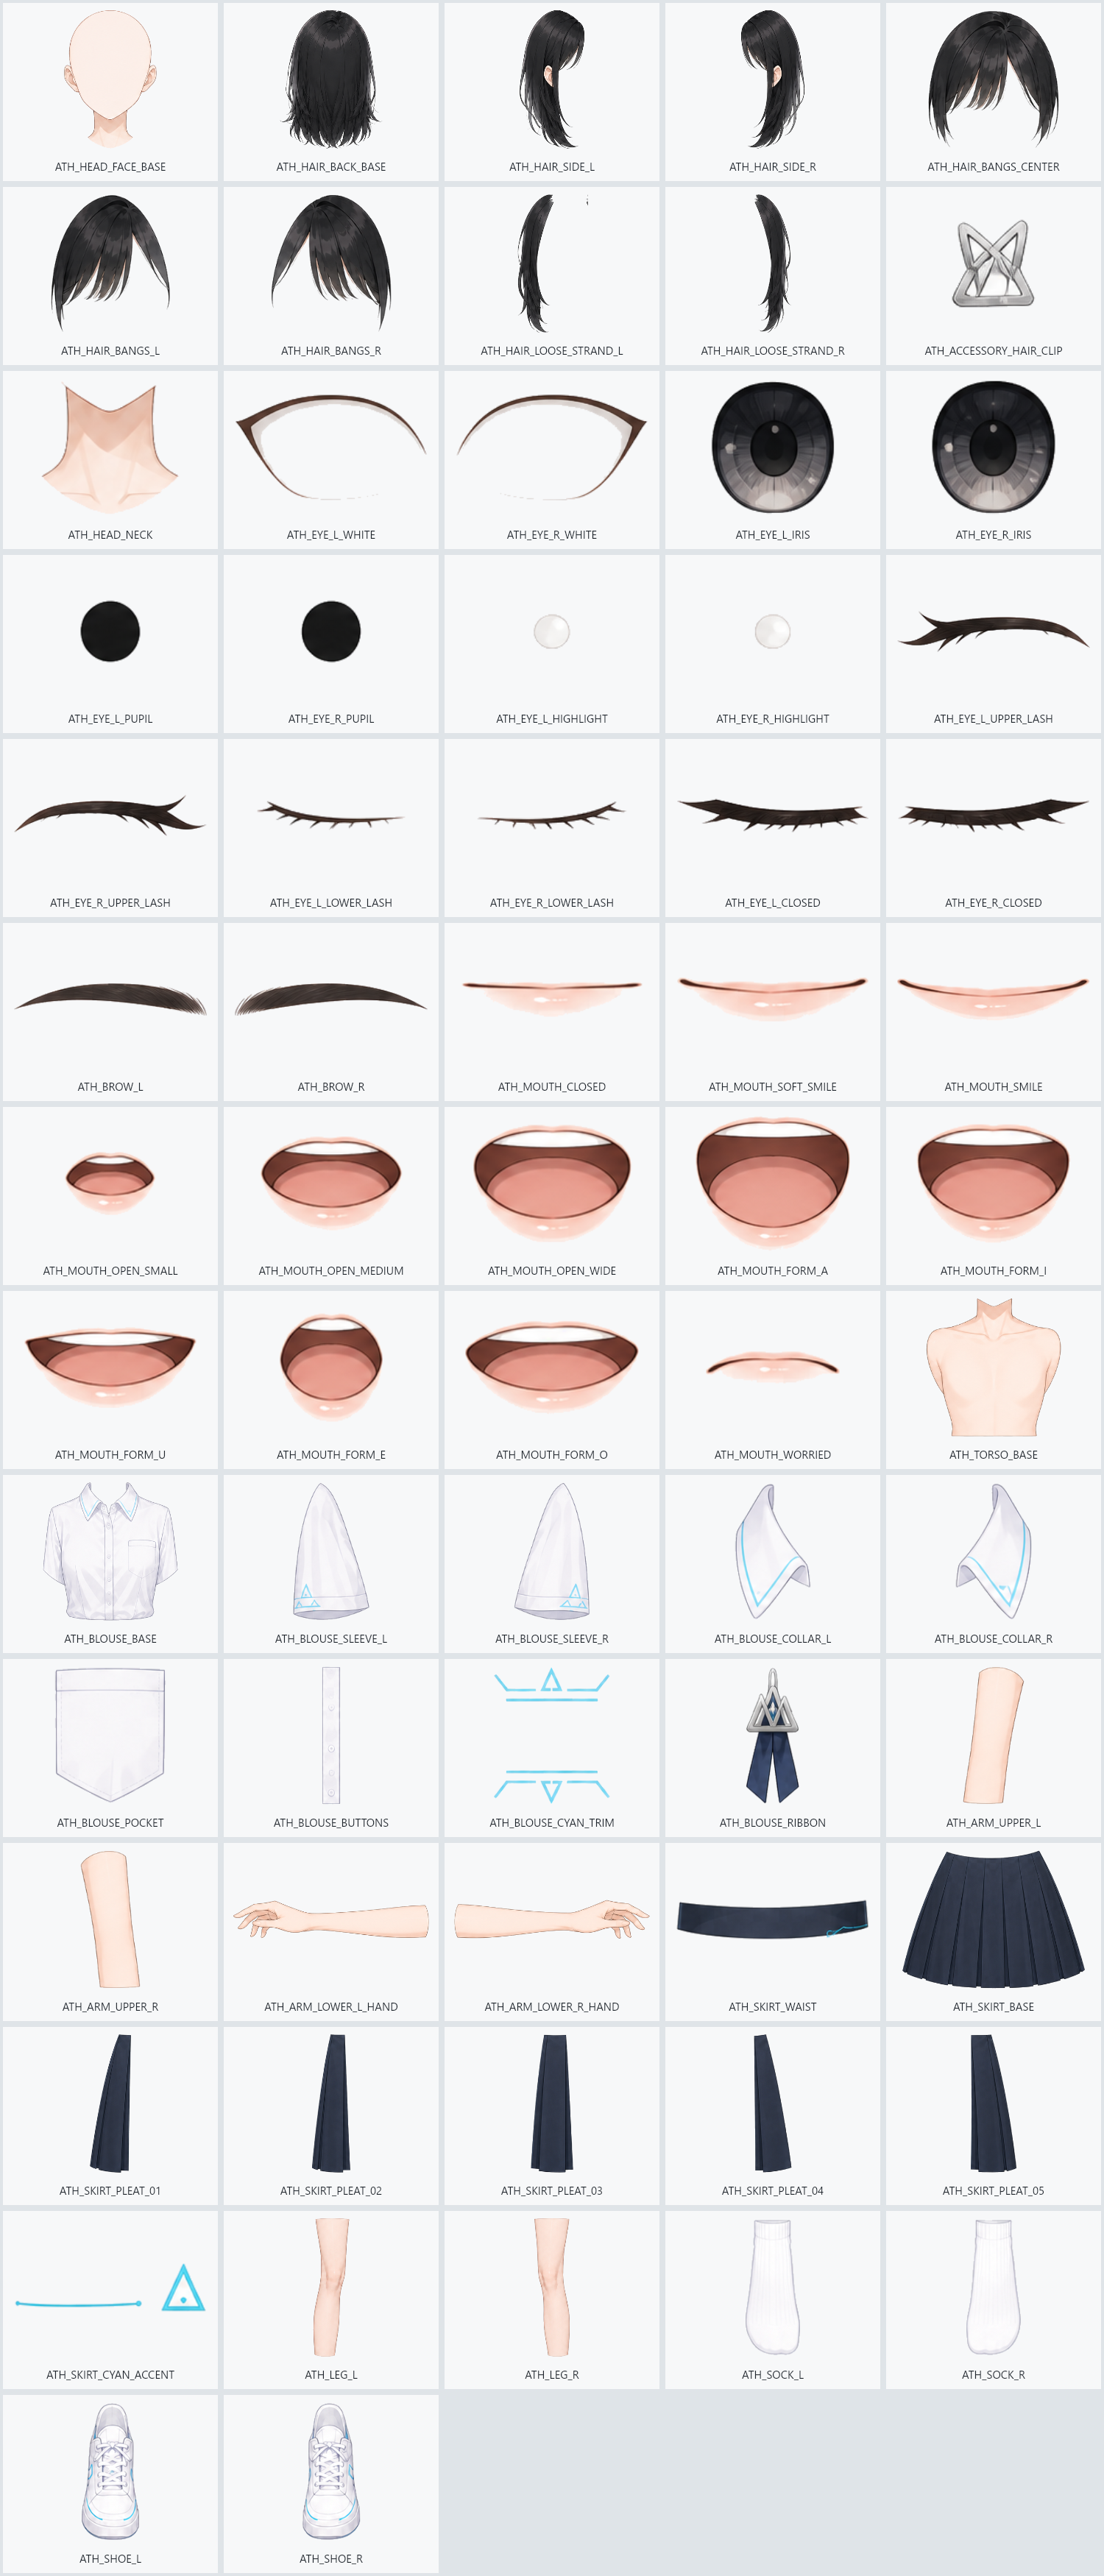 ATH_HEAD_FACE_BASE
ATH_HAIR_BACK_BASE
ATH_HAIR_SIDE_L
ATH_HAIR_SIDE_R
ATH_HAIR_BANGS_CENTER
ATH_HAIR_BANGS_L
ATH_HAIR_BANGS_R
ATH_HAIR_LOOSE_STRAND_L
ATH_HAIR_LOOSE_STRAND_R
ATH_ACCESSORY_HAIR_CLIP
ATH_HEAD_NECK
ATH_EYE_L_WHITE
ATH_EYE_R_WHITE
ATH_EYE_L_IRIS
ATH_EYE_R_IRIS
ATH_EYE_L_PUPIL
ATH_EYE_R_PUPIL
ATH_EYE_L_HIGHLIGHT
ATH_EYE_R_HIGHLIGHT
ATH_EYE_L_UPPER_LASH
ATH_EYE_R_UPPER_LASH
ATH_EYE_L_LOWER_LASH
ATH_EYE_R_LOWER_LASH
ATH_EYE_L_CLOSED
ATH_EYE_R_CLOSED
ATH_BROW_L
ATH_BROW_R
ATH_MOUTH_CLOSED
ATH_MOUTH_SOFT_SMILE
ATH_MOUTH_SMILE
ATH_MOUTH_OPEN_SMALL
ATH_MOUTH_OPEN_MEDIUM
ATH_MOUTH_OPEN_WIDE
ATH_MOUTH_FORM_A
ATH_MOUTH_FORM_I
ATH_MOUTH_FORM_U
ATH_MOUTH_FORM_E
ATH_MOUTH_FORM_O
ATH_MOUTH_WORRIED
ATH_TORSO_BASE
ATH_BLOUSE_BASE
ATH_BLOUSE_SLEEVE_L
ATH_BLOUSE_SLEEVE_R
ATH_BLOUSE_COLLAR_L
ATH_BLOUSE_COLLAR_R
ATH_BLOUSE_POCKET
ATH_BLOUSE_BUTTONS
ATH_BLOUSE_CYAN_TRIM
ATH_BLOUSE_RIBBON
ATH_ARM_UPPER_L
ATH_ARM_UPPER_R
ATH_ARM_LOWER_L_HAND
ATH_ARM_LOWER_R_HAND
ATH_SKIRT_WAIST
ATH_SKIRT_BASE
ATH_SKIRT_PLEAT_01
ATH_SKIRT_PLEAT_02
ATH_SKIRT_PLEAT_03
ATH_SKIRT_PLEAT_04
ATH_SKIRT_PLEAT_05
ATH_SKIRT_CYAN_ACCENT
ATH_LEG_L
ATH_LEG_R
ATH_SOCK_L
ATH_SOCK_R
ATH_SHOE_L
ATH_SHOE_R